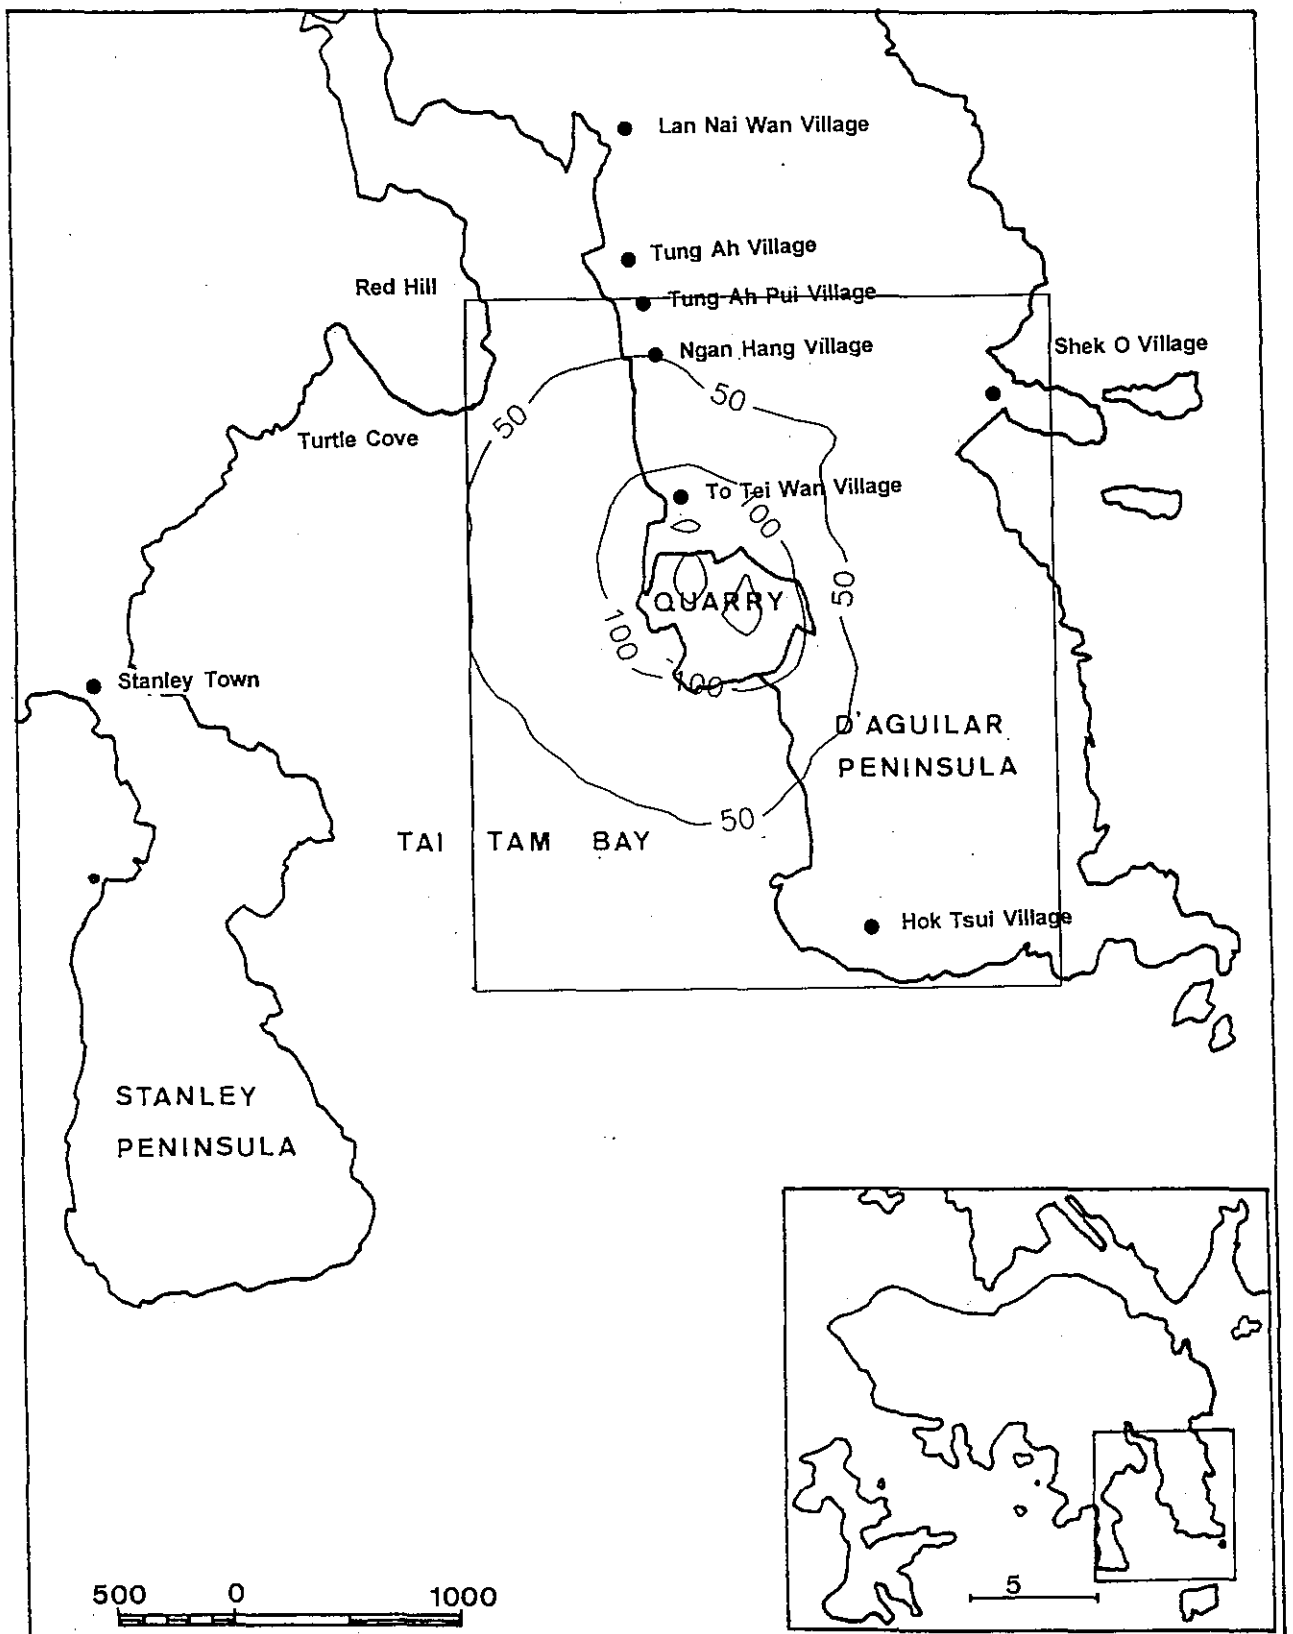 Lan Nai Wan Village
Tung Ah Village
Red Hill
Tung Ah Pui Village
Ngan Hang Village
Shek O Village
50
50
Turtle Cove
To Tei Wan Village
100
50
QUARRY
100
100
Stanley Town
D'AGUILAR
PENINSULA
50
TAI TAM BAY
Hok Tsui Village
STANLEY
PENINSULA
500 0 1000
5